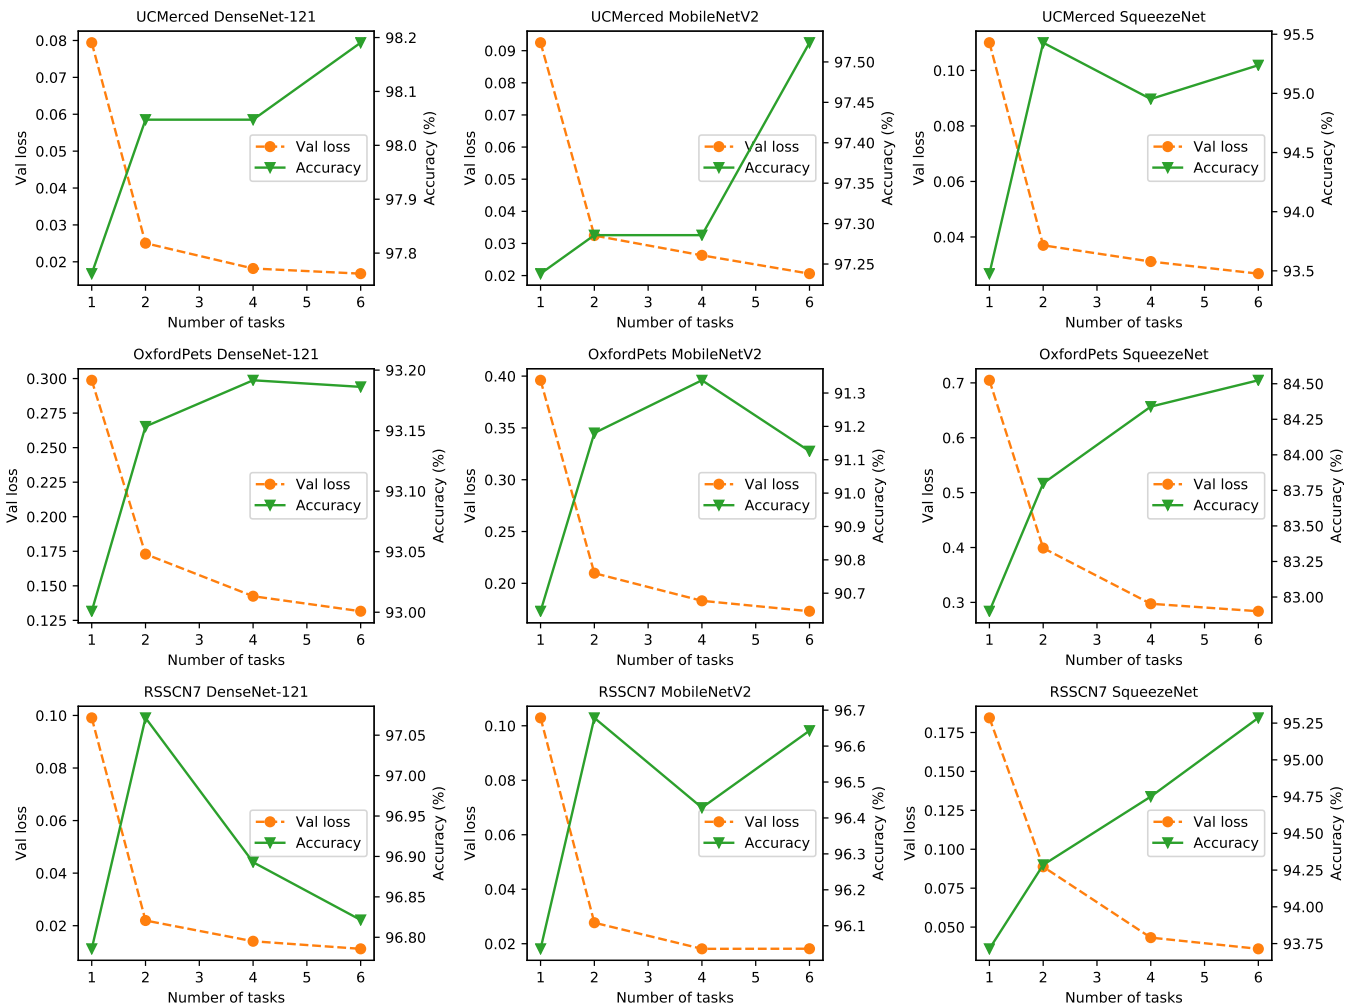 UCMerced DenseNet-121
0.08
0.07
0.06
0.05
0.04
0.03
0.02
Val loss
98.2
98.1
98.0
97.9
97.8
Accuracy (%)
Val loss
Accuracy
1 2 3 4 5 6
Number of tasks
UCMerced MobileNetV2
0.09
0.08
0.07
0.06
0.05
0.04
0.03
0.02
Val loss
97.50
97.45
97.40
97.35
97.30
97.25
Accuracy (%)
Val loss
Accuracy
1 2 3 4 5 6
Number of tasks
UCMerced SqueezeNet
0.10
0.08
0.06
0.04
Val loss
95.5
95.0
94.5
94.0
93.5
Accuracy (%)
Val loss
Accuracy
1 2 3 4 5 6
Number of tasks
OxfordPets DenseNet-121
0.300
0.275
0.250
0.225
0.200
0.175
0.150
0.125
Val loss
93.20
93.15
93.10
93.05
93.00
Accuracy (%)
Val loss
Accuracy
1 2 3 4 5 6
Number of tasks
OxfordPets MobileNetV2
0.40
0.35
0.30
0.25
0.20
Val loss
91.3
91.2
91.1
91.0
90.9
90.8
90.7
Accuracy (%)
Val loss
Accuracy
1 2 3 4 5 6
Number of tasks
OxfordPets SqueezeNet
0.7
0.6
0.5
0.4
0.3
Val loss
84.50
84.25
84.00
83.75
83.50
83.25
83.00
Accuracy (%)
Val loss
Accuracy
1 2 3 4 5 6
Number of tasks
RSSCN7 DenseNet-121
0.10
0.08
0.06
0.04
0.02
Val loss
97.05
97.00
96.95
96.90
96.85
96.80
Accuracy (%)
Val loss
Accuracy
1 2 3 4 5 6
Number of tasks
RSSCN7 MobileNetV2
0.10
0.08
0.06
0.04
0.02
Val loss
96.7
96.6
96.5
96.4
96.3
96.2
96.1
Accuracy (%)
Val loss
Accuracy
1 2 3 4 5 6
Number of tasks
RSSCN7 SqueezeNet
0.175
0.150
0.125
0.100
0.075
0.050
Val loss
95.25
95.00
94.75
94.50
94.25
94.00
93.75
Accuracy (%)
Val loss
Accuracy
1 2 3 4 5 6
Number of tasks